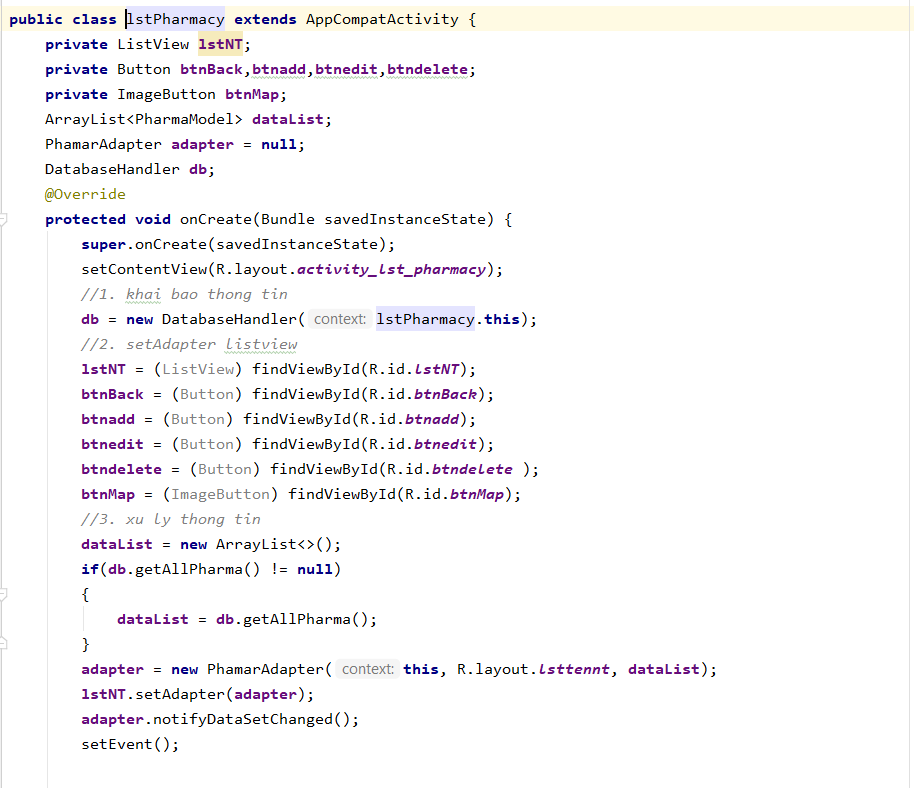 public class lstPharmacy extends AppCompatActivity {
private ListView lstNT;
private Button btnBack,btnadd,btnedit,btndelete;
private ImageButton btnMap;
ArrayList<PharmaModel> dataList;
PhamarAdapter adapter = null;
DatabaseHandler db;
@Override
protected void onCreate(Bundle savedInstanceState) {
super.onCreate(savedInstanceState);
setContentView(R.layout.activity_lst_pharmacy);
//1. khai bao thong tin
db = new DatabaseHandler( context: lstPharmacy.this);
//2. setAdapter listview
lstNT = (ListView) findViewById(R.id.lstNT);
btnBack = (Button) findViewById(R.id.btnBack);
btnadd = (Button) findViewById(R.id.btnadd);
btnedit = (Button) findViewById(R.id.btnedit);
btndelete = (Button) findViewById(R.id.btndelete );
btnMap = (ImageButton) findViewById(R.id.btnMap);
//3. xu ly thong tin
dataList = new ArrayList<>();
if(db.getAllPharma() != null)
{
dataList = db.getAllPharma();
}
adapter = new PhamarAdapter( context: this, R.layout.lsttennt, dataList);
lstNT.setAdapter(adapter);
adapter.notifyDataSetChanged();
setEvent();